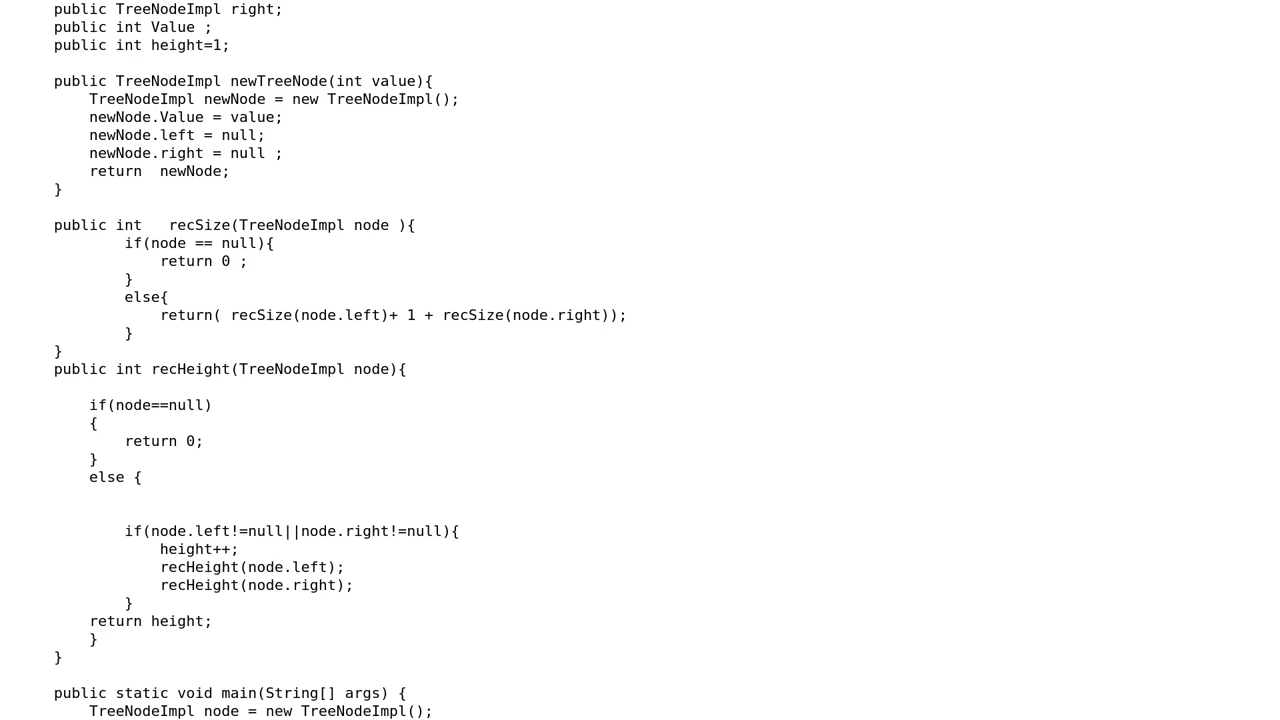 public TreeNodeImpl right;
public int Value ;
public int height=1;
public TreeNodeImpl newTreeNode(int value){
TreeNodeImpl newNode = new TreeNodeImpl();
newNode.Value = value;
newNode.left = null;
newNode.right = null ;
return  newNode;
}
public int   recSize(TreeNodeImpl node ){
if(node == null){
return 0 ;
}
else{
return( recSize(node.left)+ 1 + recSize(node.right));
}
}
public int recHeight(TreeNodeImpl node){
if(node==null)
{
return 0;
}
else {
if(node.left!=null||node.right!=null){
height++;
recHeight(node.left);
recHeight(node.right);
}
return height;
}
}
public static void main(String[] args) {
TreeNodeImpl node = new TreeNodeImpl();